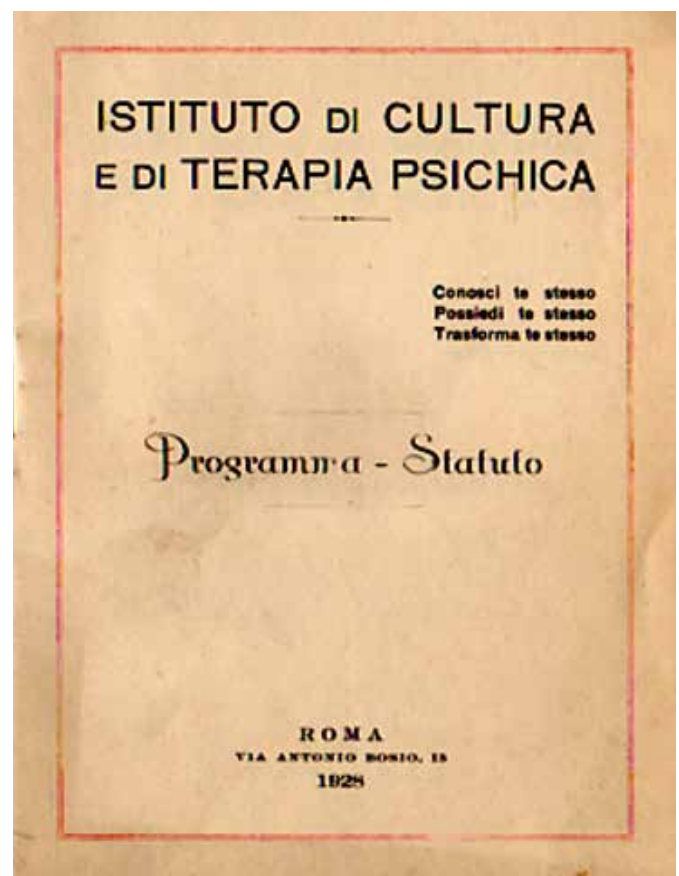 ISTITUTO DI CULTURA
E DI TERAPIA PSICHICA
Conosci te stesso
Possiedi te stesso
Trasforma te stesso
Programma - Statuto
ROMA
VIA ANTONIO BOSIO, 15
1928